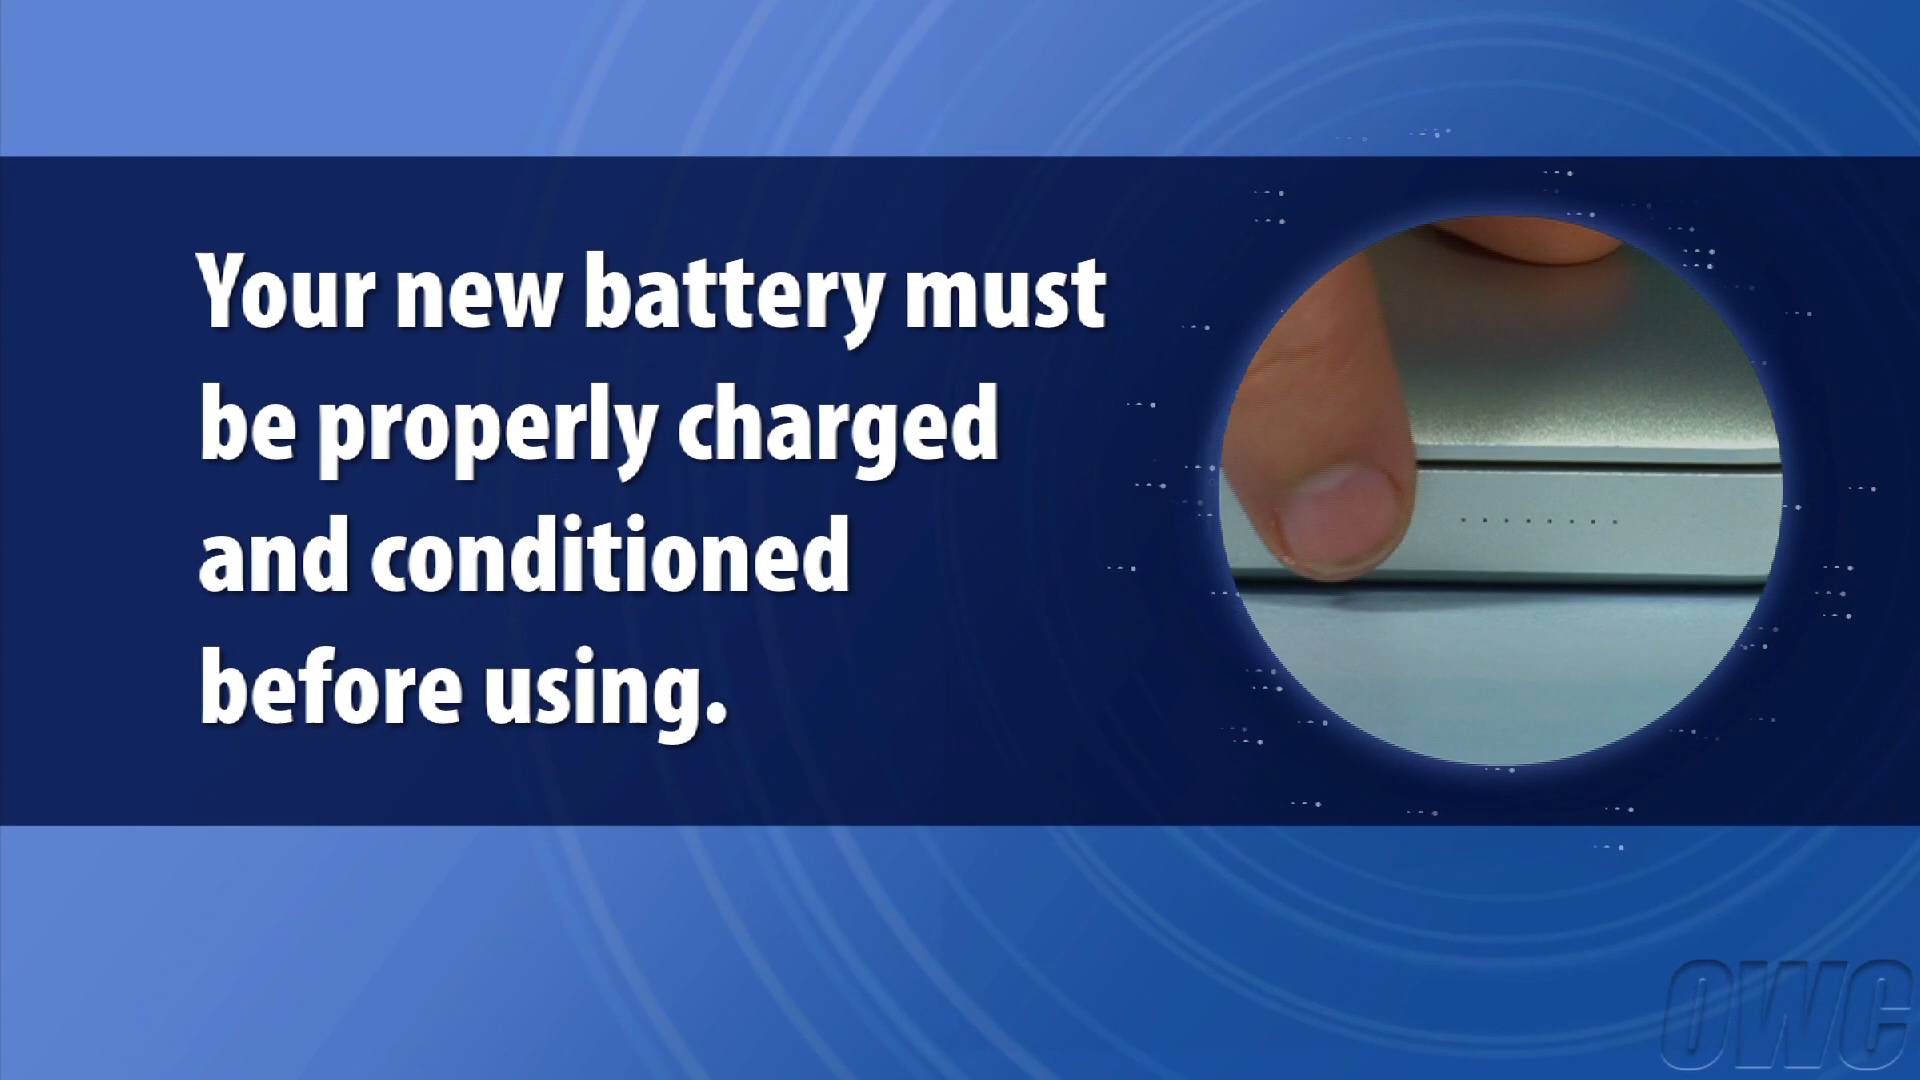 Your new battery must
be properly charged
and conditioned
before using.
OWC